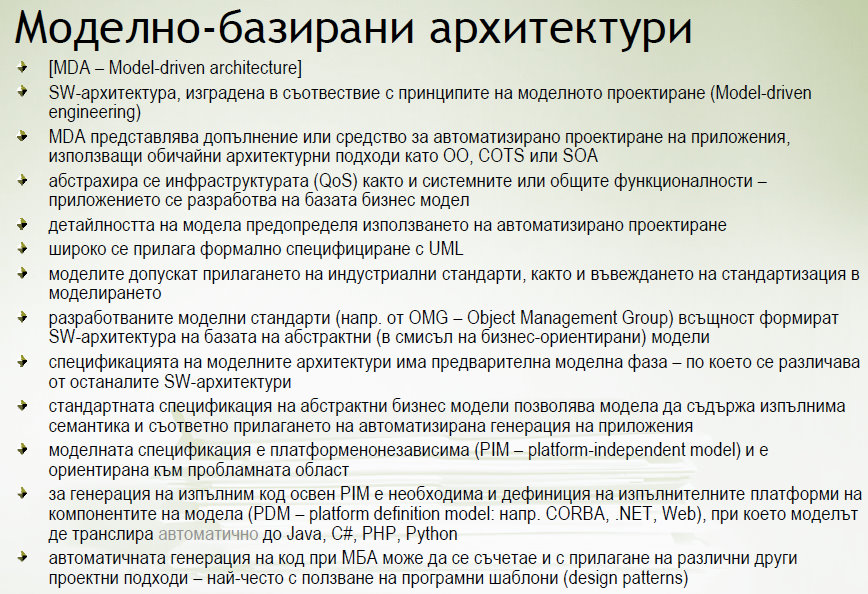 Моделно-базирани архитектури
[MDA – Model-driven architecture]
SW-архитектура, изградена в съотвествие с принципите на моделното проектиране (Model-driven
engineering)
MDA представлява допълнение или средство за автоматизирано проектиране на приложения,
използващи обичайни архитектурни подходи като OO, COTS или SOA
абстрахира се инфраструктурата (QoS) както и системните или общите функционалности –
приложението се разработва на базата бизнес модел
детайлността на модела предопределя използването на автоматизирано проектиране
широко се прилага формално специфициране с UML
моделите допускат прилагането на индустриални стандарти, както и въвеждането на стандартизация в
моделирането
разработваните моделни стандарти (напр. от OMG – Object Management Group) всъщност формират
SW-архитектура на базата на абстрактни (в смисъл на бизнес-ориентирани) модели
спецификацията на моделните архитектури има предварителна моделна фаза – по което се различава
от останалите SW-архитектури
стандартната спецификация на абстрактни бизнес модели позволява модела да съдържа изпълнима
семантика и съответно прилагането на автоматизирана генерация на приложения
моделната спецификация е платформенонезависима (PIM – platform-independent model) и е
ориентирана към пробламната област
за генерация на изпълним код освен PIM е необходима и дефиниция на изпълнителните платформи на
компонентите на модела (PDM – platform definition model: напр. CORBA, .NET, Web), при което моделът
де транслира автоматично до Java, C#, PHP, Python
автоматичната генерация на код при МБА може да се съчетае и с прилагане на различни други
проектни подходи – най-често с ползване на програмни шаблони (design patterns)